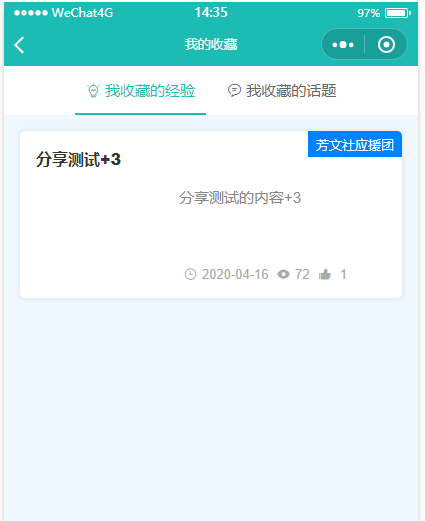 WeChat4G 14:35 97%
我的收藏
我收藏的经验 我收藏的话题
芳文社应援团
分享测试+3
分享测试的内容+3
2020-04-16 72 1